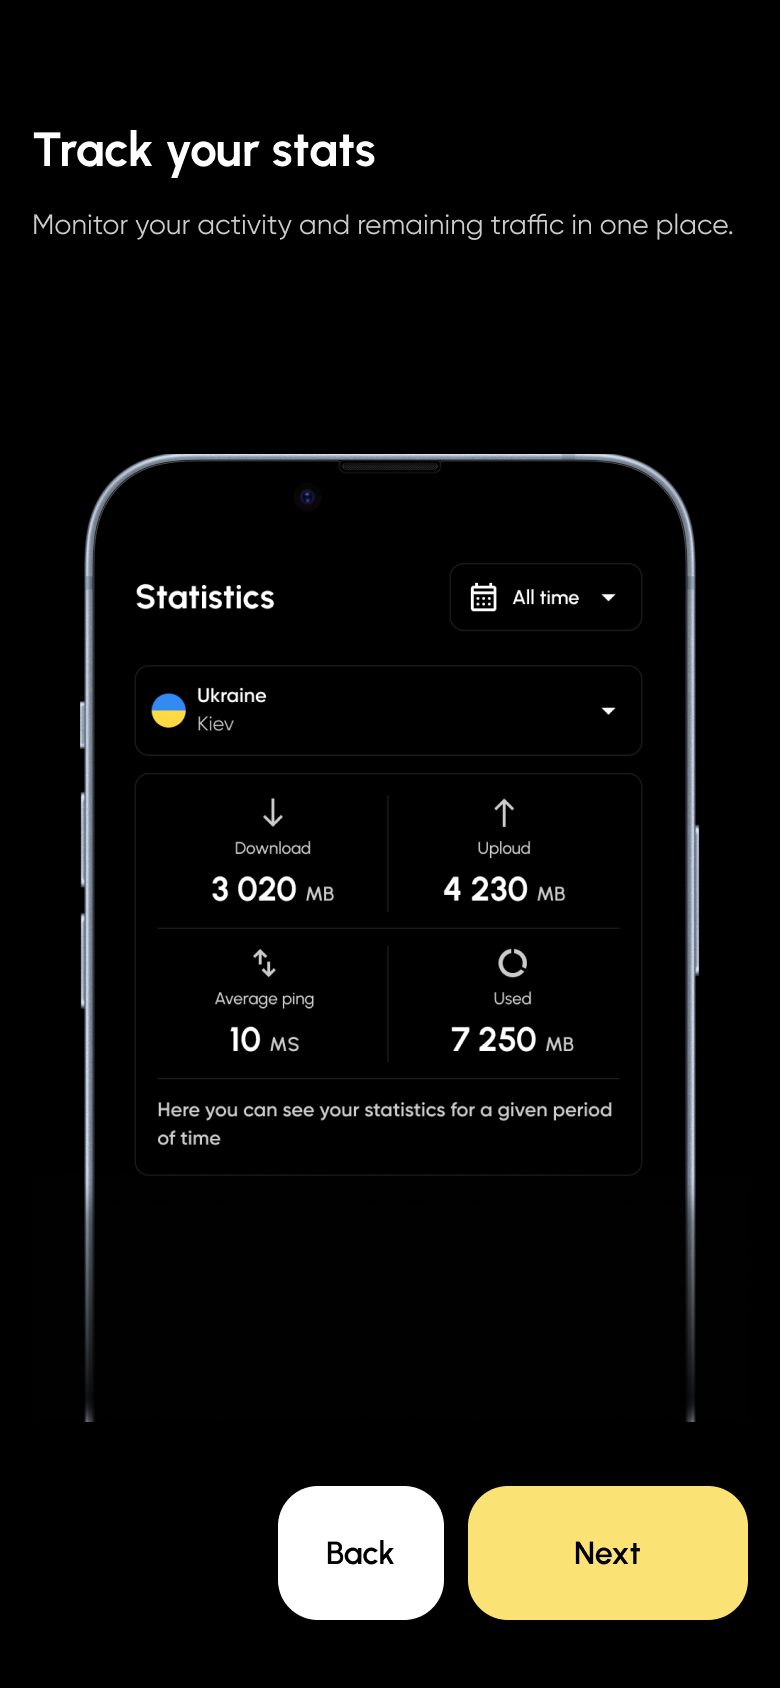 Track your stats
Monitor your activity and remaining traffic in one place.
Statistics
All time
Ukraine
Kiev
Download
Uploud
3 020 MB
4 230 MB
Average ping
Used
10 MS
7 250 MB
Here you can see your statistics for a given period
of time
Back
Next